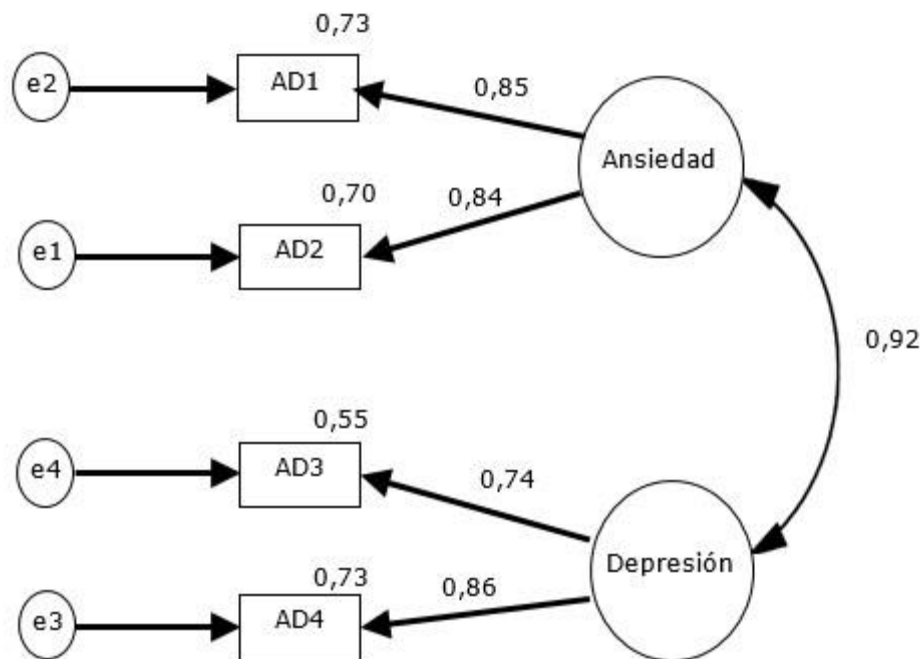 0,73
e2
AD1
0,85
Ansiedad
0,70
0,84
e1
AD2
0,92
0,55
e4
AD3
0,74
Depresión
0,73
0,86
e3
AD4